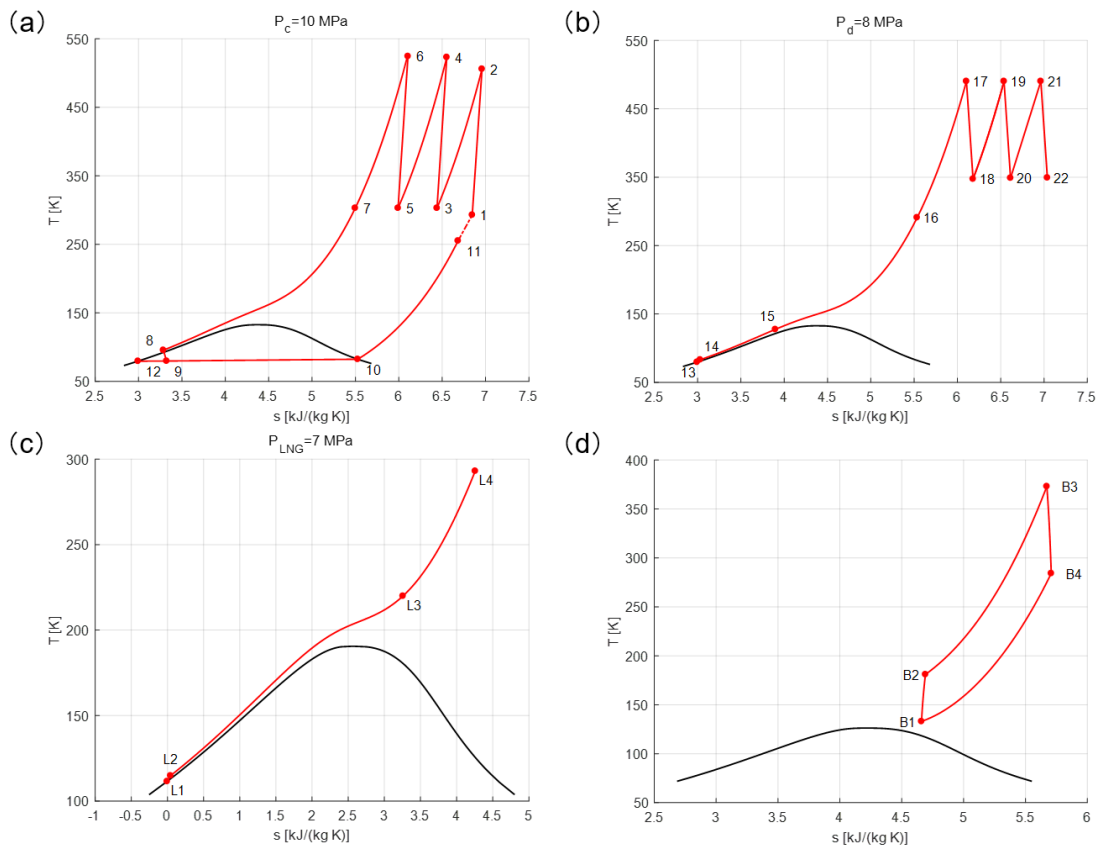 (a)
P_c=10 MPa
550
450
350
250
150
50
T [K]
2.5 3 3.5 4 4.5 5 5.5 6 6.5 7 7.5
s [kJ/(kg K)]
6
4
2
7
5
3
1
11
8
12
9
10
(b)
P_d=8 MPa
550
450
350
250
150
50
T [K]
2.5 3 3.5 4 4.5 5 5.5 6 6.5 7 7.5
s [kJ/(kg K)]
17
19
21
18
20
22
16
15
14
13
(c)
P_LNG=7 MPa
300
250
200
150
100
T [K]
-1 -0.5 0 0.5 1 1.5 2 2.5 3 3.5 4 4.5 5
s [kJ/(kg K)]
L4
L3
L2
L1
(d)
400
350
300
250
200
150
100
50
T [K]
2.5 3 3.5 4 4.5 5 5.5 6
s [kJ/(kg K)]
B3
B4
B2
B1